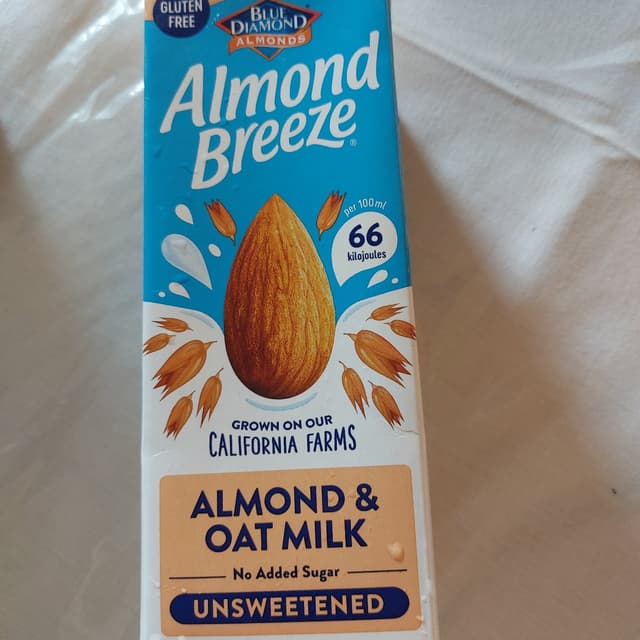 GLUTEN
FREE
BLUE
DIAMOND
ALMONDS
Almond
Breeze®
per 100ml
66
kilojoules
GROWN ON OUR
CALIFORNIA FARMS
ALMOND &
OAT MILK
No Added Sugar
UNSWEETENED